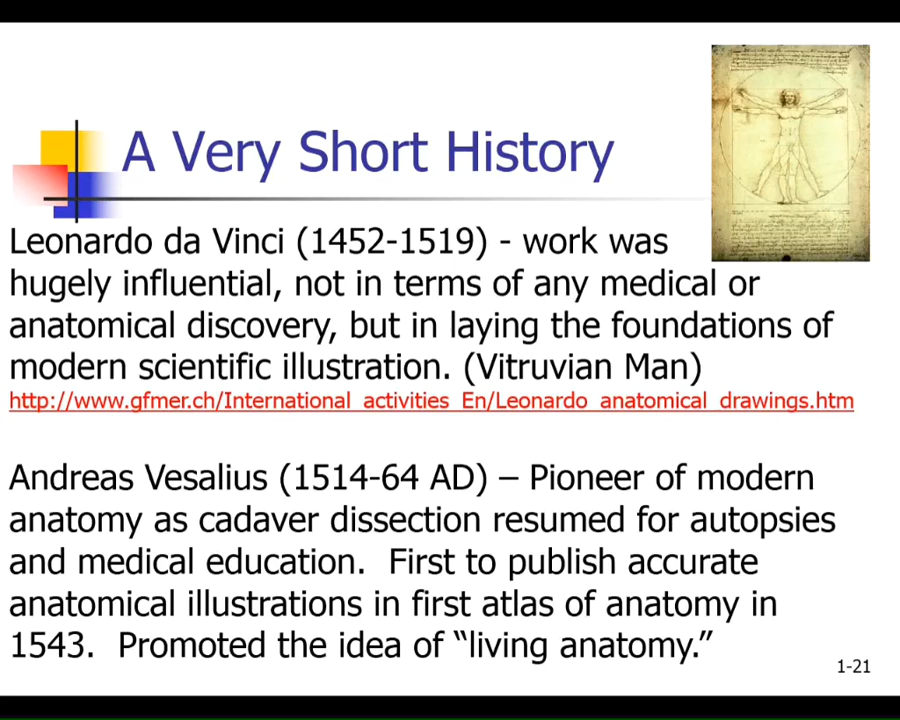 A Very Short History
Leonardo da Vinci (1452-1519) - work was
hugely influential, not in terms of any medical or
anatomical discovery, but in laying the foundations of
modern scientific illustration. (Vitruvian Man)
http://www.gfmer.ch/International_activities_En/Leonardo_anatomical_drawings.htm
Andreas Vesalius (1514-64 AD) – Pioneer of modern
anatomy as cadaver dissection resumed for autopsies
and medical education.  First to publish accurate
anatomical illustrations in first atlas of anatomy in
1543.  Promoted the idea of “living anatomy.”
1-21